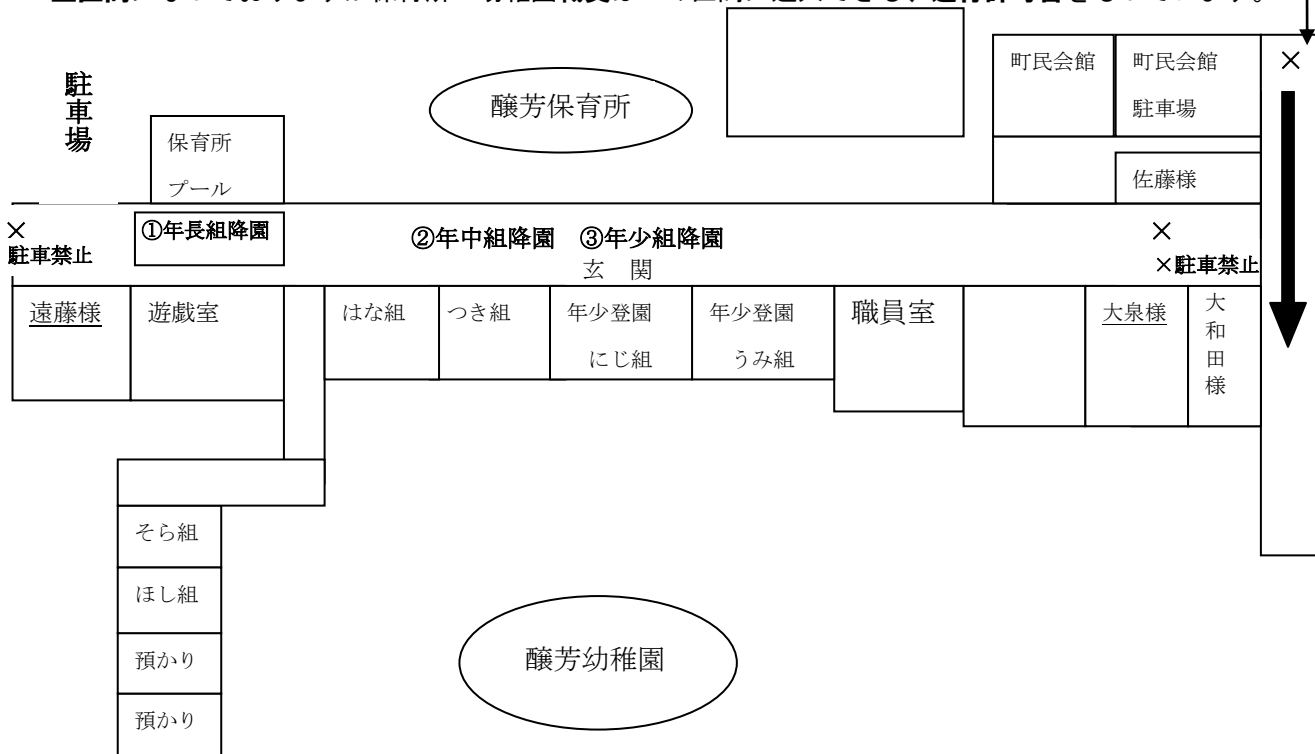 町民会館
町民会館
駐車場
×
駐車場
醸芳保育所
保育所
プール
佐藤様
×
駐車禁止
①年長組降園
②年中組降園 ③年少組降園
玄 関
×
×駐車禁止
遠藤様
遊戯室
はな組
つき組
年少登園
にじ組
年少登園
うみ組
職員室
大泉様
大和田様
そら組
ほし組
預かり
預かり
醸芳幼稚園